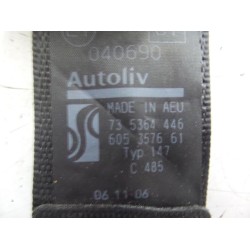 040690
Autoliv
MADE IN AEU
73 5364 446
605 3576 61
Typ 147
C 485
06 11 06